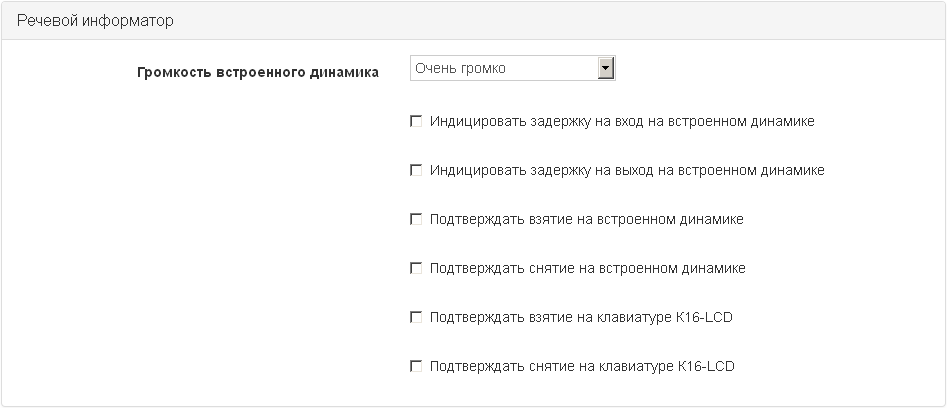 Речевой информатор
Громкость встроенного динамика
Очень громко
Индицировать задержку на вход на встроенном динамике
Индицировать задержку на выход на встроенном динамике
Подтверждать взятие на встроенном динамике
Подтверждать снятие на встроенном динамике
Подтверждать взятие на клавиатуре K16-LCD
Подтверждать снятие на клавиатуре K16-LCD